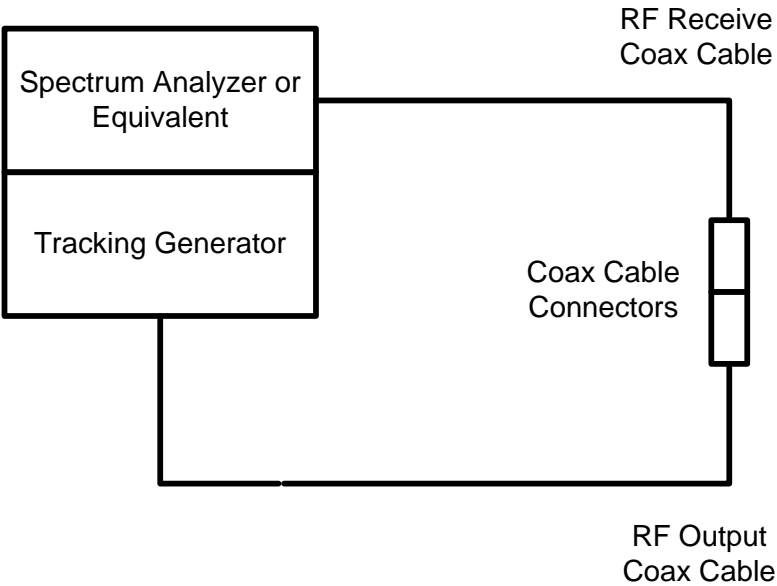 RF Receive
Coax Cable
Spectrum Analyzer or
Equivalent
Tracking Generator
Coax Cable
Connectors
RF Output
Coax Cable